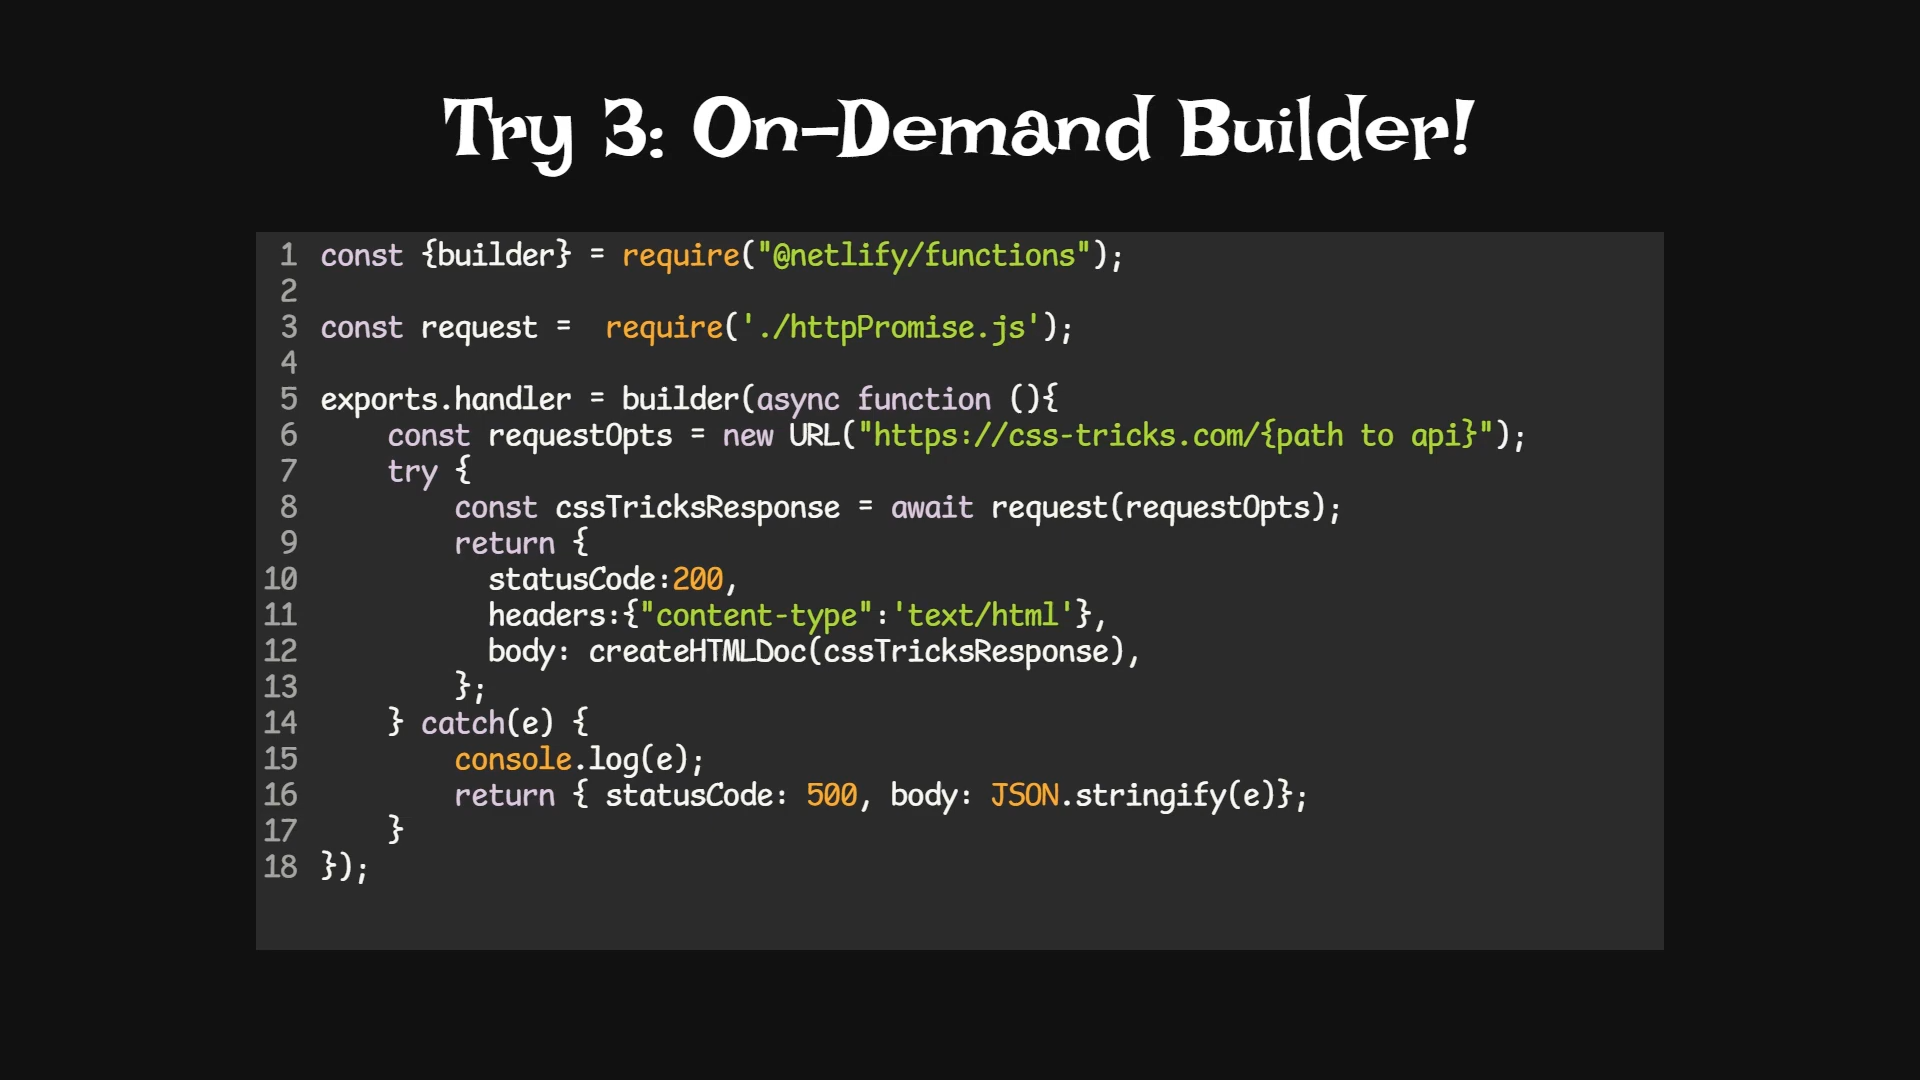 Try 3: On-Demand Builder!
1 const {builder} = require("@netlify/functions");
2
3 const request =  require('./httpPromise.js');
4
5 exports.handler = builder(async function (){
6     const requestOpts = new URL("https://css-tricks.com/{path to api}");
7     try {
8         const cssTricksResponse = await request(requestOpts);
9         return {
10           statusCode:200,
11           headers:{"content-type":'text/html'},
12           body: createHTMLDoc(cssTricksResponse),
13         };
14     } catch(e) {
15         console.log(e);
16         return { statusCode: 500, body: JSON.stringify(e)};
17     }
18 });